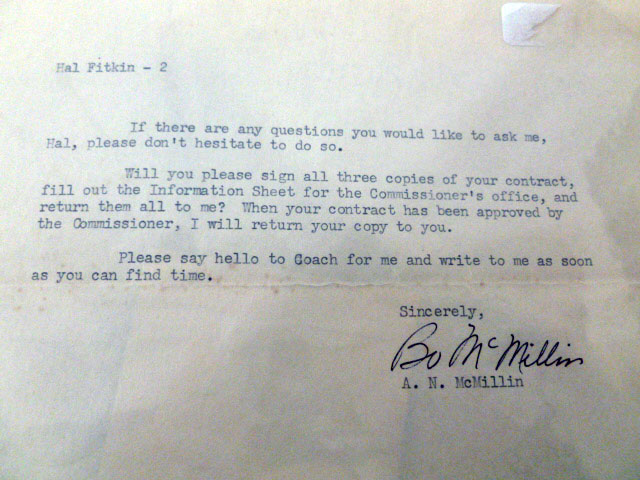 Hal Fitkin - 2
If there are any questions you would like to ask me,
Hal, please don't hesitate to do so.
Will you please sign all three copies of your contract,
fill out the Information Sheet for the Commissioner's office, and
return them all to me? When your contract has been approved by
the Commissioner, I will return your copy to you.
Please say hello to Coach for me and write to me as soon
as you can find time.
Sincerely,
Bo McMillin
A. N. McMillin